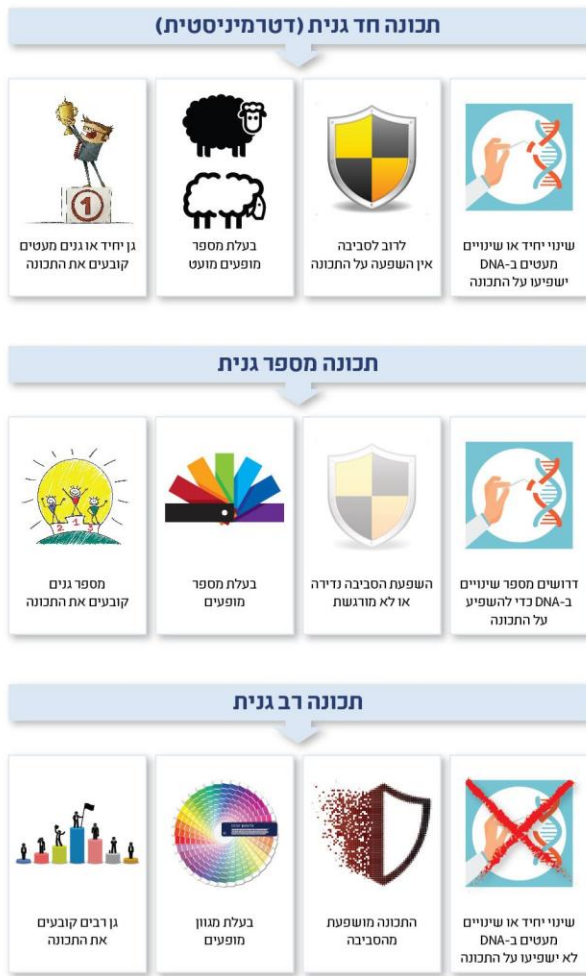 תכונה חד גנית (דטרמיניסטית)
שינוי יחיד או שינויים
מעטים ב-DNA
ישפיעו על התכונה
לרוב לסביבה
אין השפעה על התכונה
בעלת מספר
מופעים מועט
1
גן יחיד או גנים מעטים
קובעים את התכונה
תכונה מספר גנית
דרושים מספר שינויים
ב-DNA כדי להשפיע
על התכונה
השפעת הסביבה נדירה
או לא מורגשת
בעלת מספר
מופעים
2 1 3
מספר גנים
קובעים את התכונה
תכונה רב גנית
שינוי יחיד או שינויים
מעטים ב-DNA
לא ישפיעו על התכונה
התכונה מושפעת
מהסביבה
בעלת מגוון
מופעים
גן רבים קובעים
את התכונה